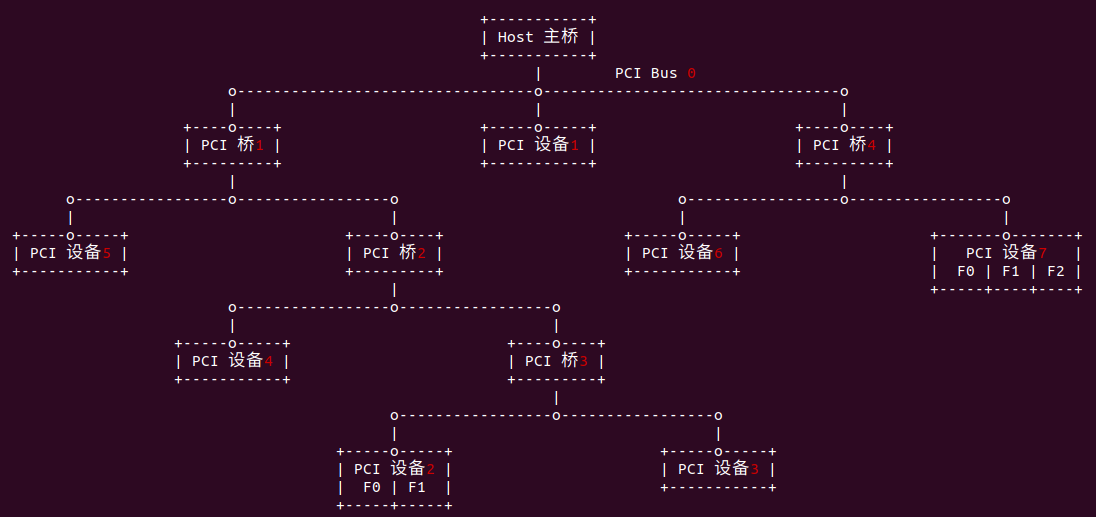 Host 主桥
PCI Bus 0
PCI 桥1
PCI 设备1
PCI 桥4
PCI 设备5
PCI 桥2
PCI 设备6
PCI 设备7
F0 | F1 | F2
PCI 设备4
PCI 桥3
PCI 设备2
F0 | F1
PCI 设备3